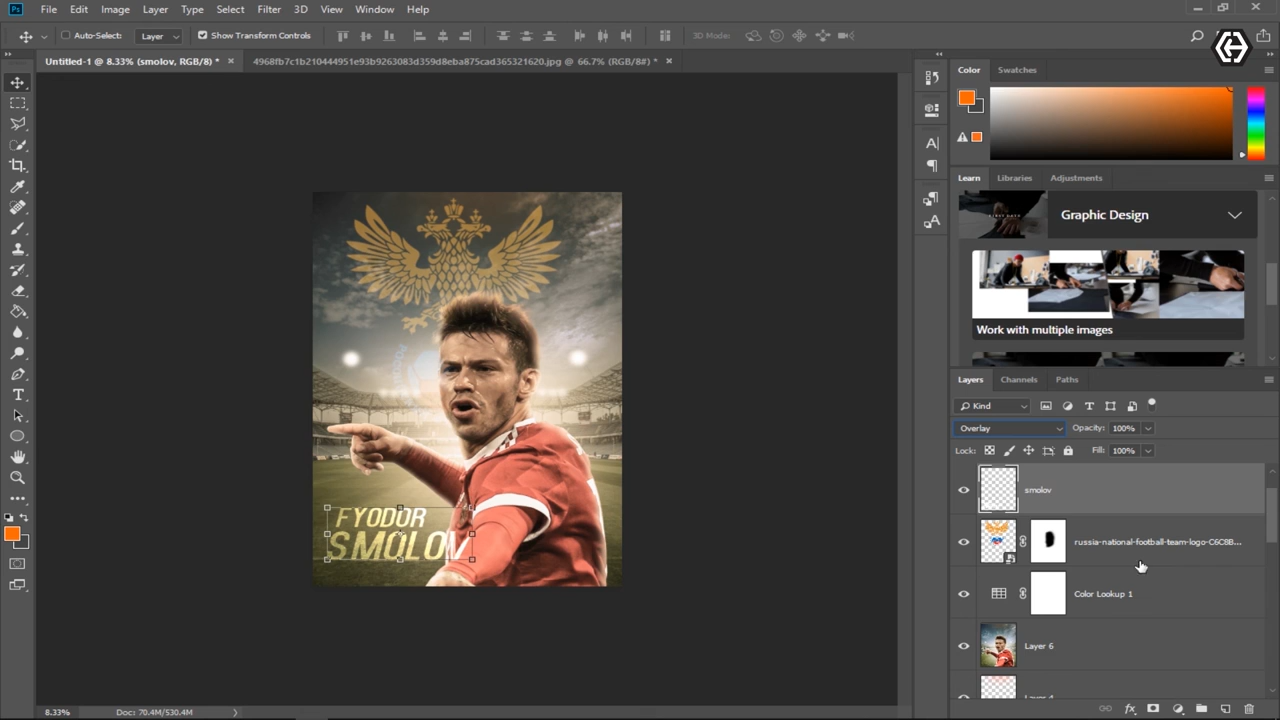 Ps File Edit Image Layer Type Select Filter 3D View Window Help
Auto-Select: Layer Show Transform Controls 3D Mode:
Untitled-1 @ 8.33% (smolov, RGB/8) * 4968fb7c1b210444951e93b9263083d359d8eba875cad365321620.jpg @ 66.7% (RGB/8#) *
Color Swatches
Learn Libraries Adjustments
Graphic Design
Work with multiple images
Layers Channels Paths
Kind
Overlay Opacity: 100%
Lock: Fill: 100%
smolov
russia-national-football-team-logo-C6C8B...
Color Lookup 1
Layer 6
FYODOR
SMOLOV
8.33% Doc: 70.4M/530.4M